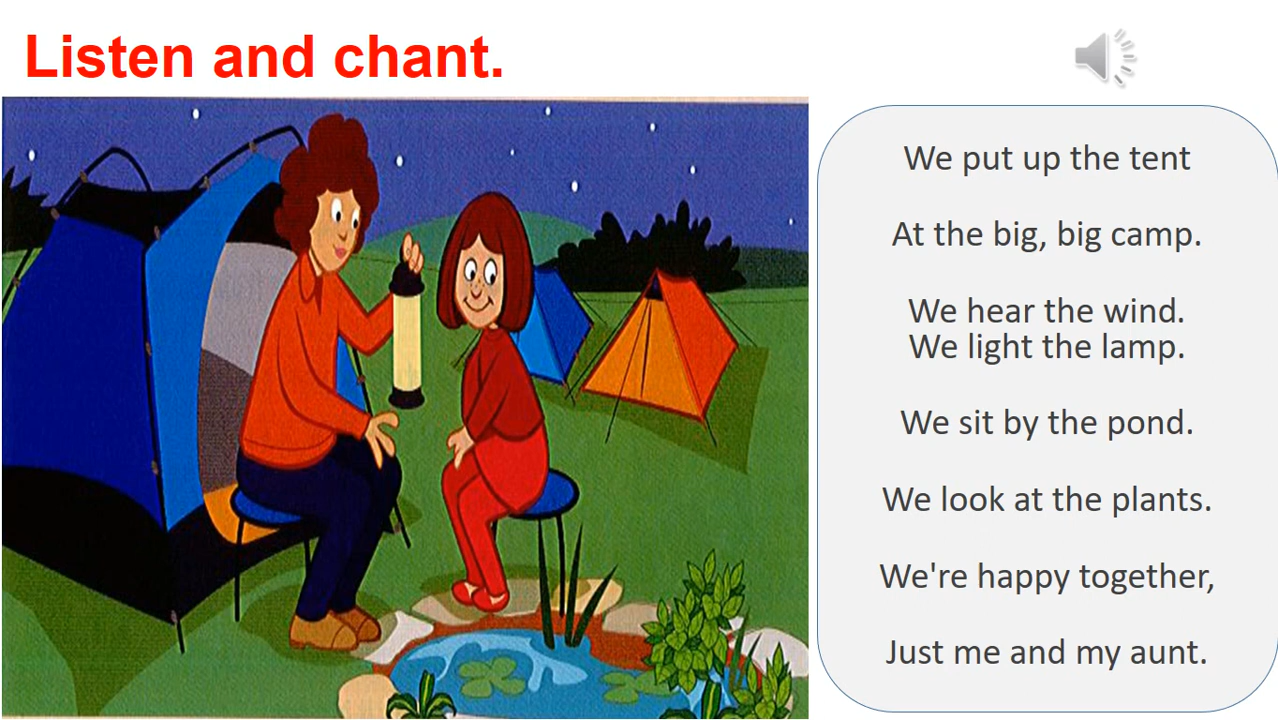 Listen and chant.
We put up the tent
At the big, big camp.
We hear the wind.
We light the lamp.
We sit by the pond.
We look at the plants.
We're happy together,
Just me and my aunt.